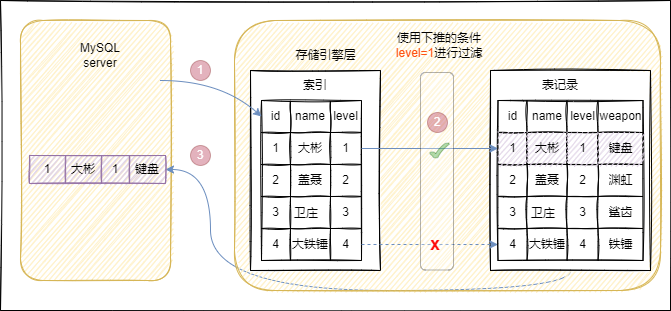 MySQL
server
使用下推的条件
level=1进行过滤
存储引擎层
1
索引
id name level
1 大彬 1
2 盖聂 2
3 卫庄 3
4 大铁锤 4
2
X
表记录
id name level weapon
1 大彬 1 键盘
2 盖聂 2 渊虹
3 卫庄 3 鲨齿
4 大铁锤 4 铁锤
3
1 大彬 1 键盘